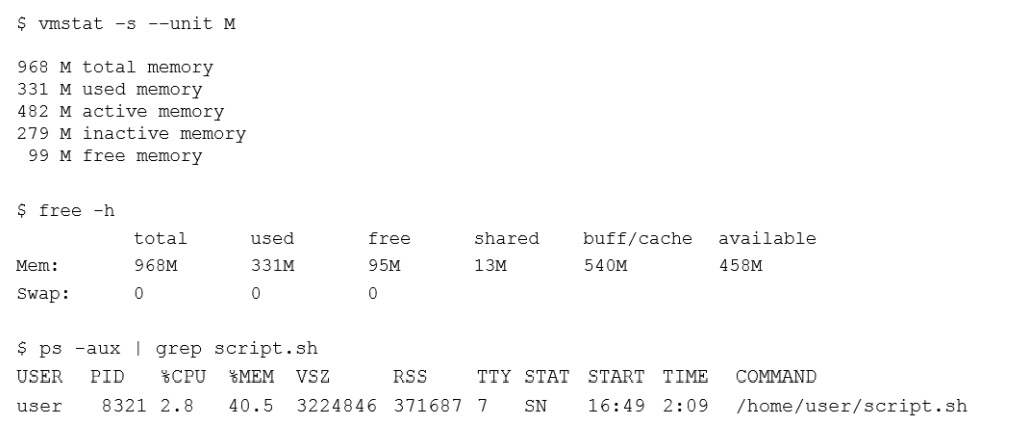 $ vmstat -s --unit M
968 M total memory
331 M used memory
482 M active memory
279 M inactive memory
99 M free memory
$ free -h
total used free shared buff/cache available
Mem: 968M 331M 95M 13M 540M 458M
Swap: 0 0 0
$ ps -aux | grep script.sh
USER PID %CPU %MEM VSZ RSS TTY STAT START TIME COMMAND
user 8321 2.8 40.5 3224846 371687 7 SN 16:49 2:09 /home/user/script.sh